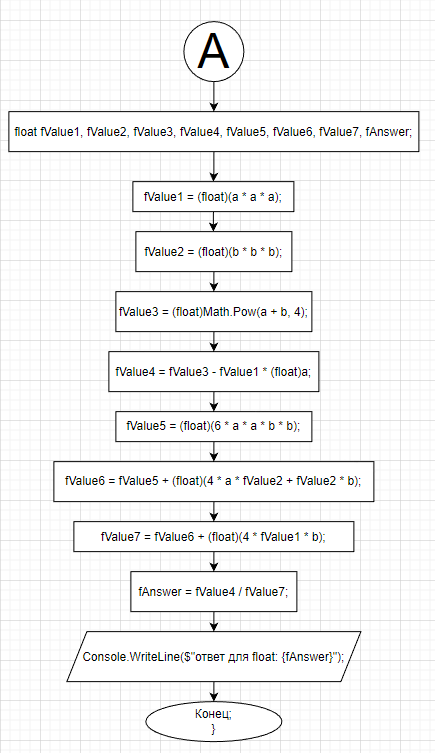 A
float fValue1, fValue2, fValue3, fValue4, fValue5, fValue6, fValue7, fAnswer;
fValue1 = (float)(a * a * a);
fValue2 = (float)(b * b * b);
fValue3 = (float)Math.Pow(a + b, 4);
fValue4 = fValue3 - fValue1 * (float)a;
fValue5 = (float)(6 * a * a * b * b);
fValue6 = fValue5 + (float)(4 * a * fValue2 + fValue2 * b);
fValue7 = fValue6 + (float)(4 * fValue1 * b);
fAnswer = fValue4 / fValue7;
Console.WriteLine($"ответ для float: {fAnswer}");
Конец;
}